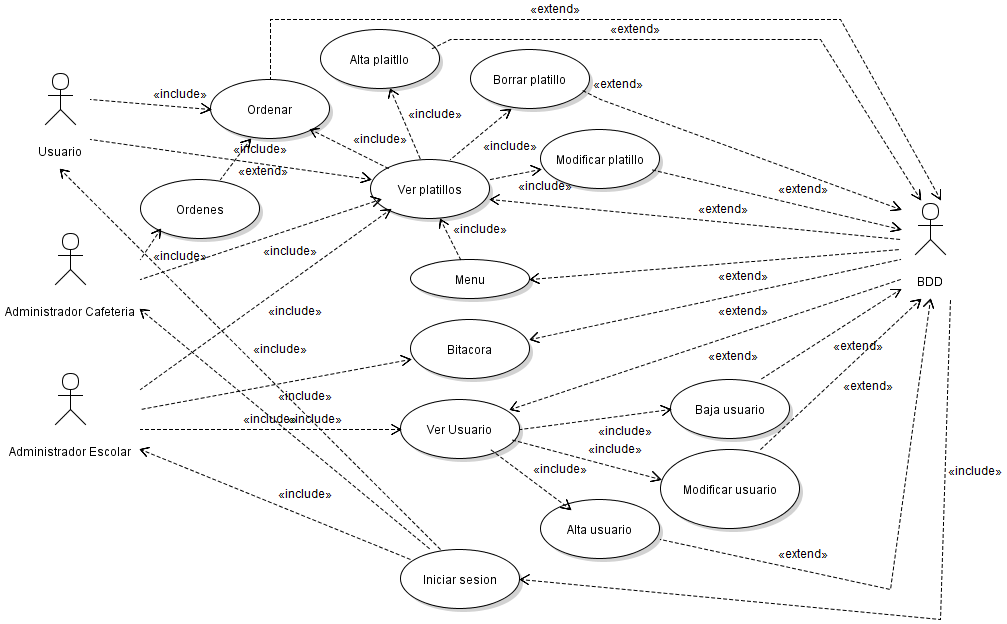 «extend»
«extend»
Alta plaitllo
Borrar platillo
«extend»
«include»
Ordenar
«include»
«include»
«include»
Usuario
«include»
«extend»
Modificar platillo
«include»
«extend»
Ver platillos
Ordenes
«extend»
«include»
«include»
«extend»
Menu
BDD
Administrador Cafeteria
«include»
«include»
Bitacora
«extend»
«extend»
«extend»
«include»
Baja usuario
«include»
«include»
Ver Usuario
«include»
Administrador Escolar
«include»
«include»
«include»
Modificar usuario
«include»
Alta usuario
«extend»
Iniciar sesion